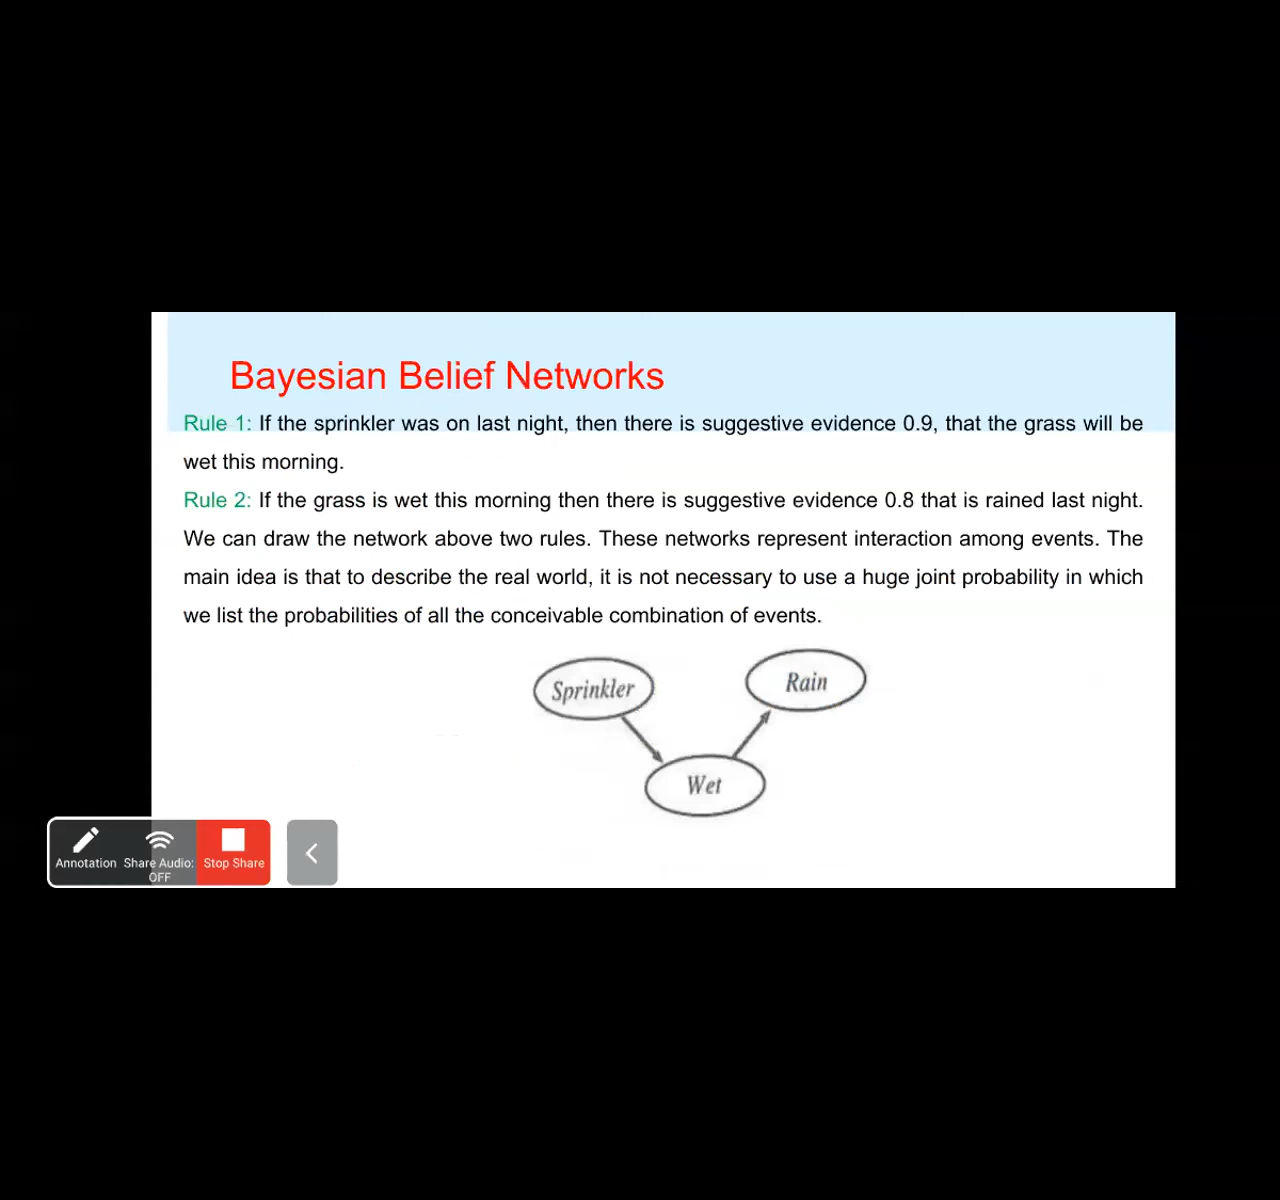 Bayesian Belief Networks
Rule 1: If the sprinkler was on last night, then there is suggestive evidence 0.9, that the grass will be
wet this morning.
Rule 2: If the grass is wet this morning then there is suggestive evidence 0.8 that is rained last night.
We can draw the network above two rules. These networks represent interaction among events. The
main idea is that to describe the real world, it is not necessary to use a huge joint probability in which
we list the probabilities of all the conceivable combination of events.
Sprinkler
Rain
Wet
Annotation
Share Audio:
OFF
Stop Share